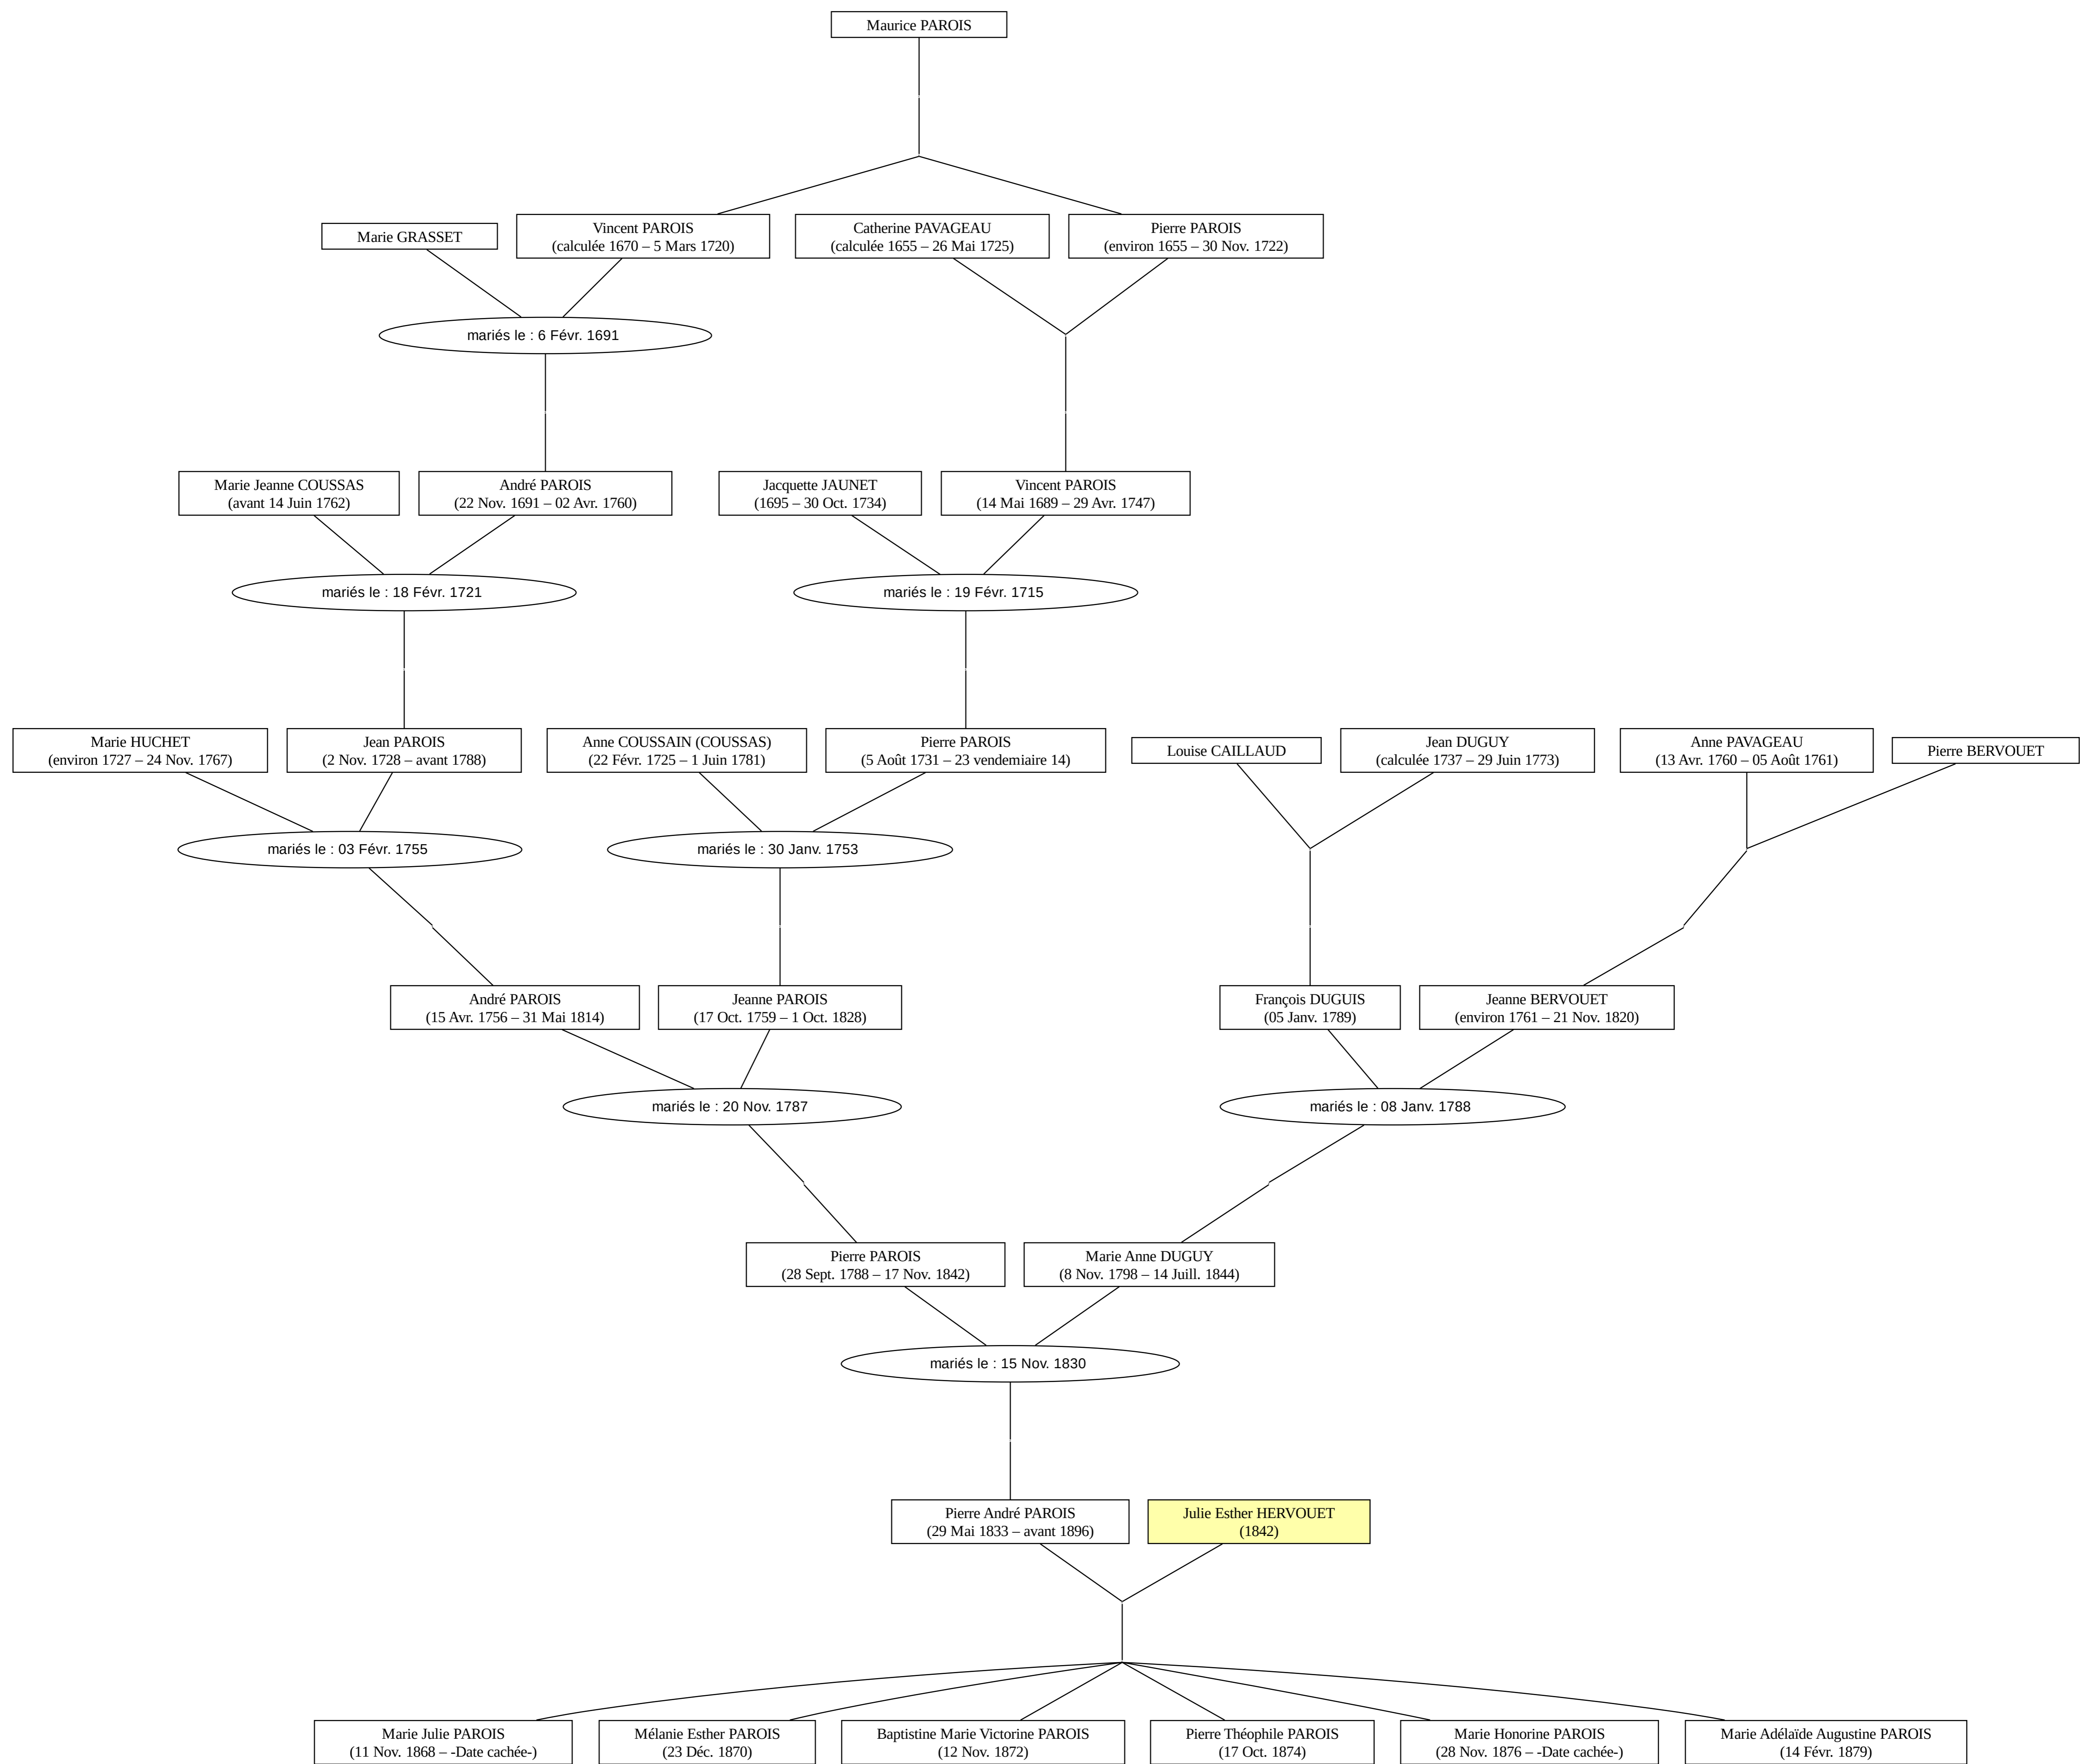 Maurice PAROIS
Marie GRASSET
Vincent PAROIS
(calculée 1670 – 5 Mars 1720)
Catherine PAVAGEAU
(calculée 1655 – 26 Mai 1725)
Pierre PAROIS
(environ 1655 – 30 Nov. 1722)
mariés le : 6 Févr. 1691
Marie Jeanne COUSSAS
(avant 14 Juin 1762)
André PAROIS
(22 Nov. 1691 – 02 Avr. 1760)
Jacquette JAUNET
(1695 – 30 Oct. 1734)
Vincent PAROIS
(14 Mai 1689 – 29 Avr. 1747)
mariés le : 18 Févr. 1721
mariés le : 19 Févr. 1715
Marie HUCHET
(environ 1727 – 24 Nov. 1767)
Jean PAROIS
(2 Nov. 1728 – avant 1788)
Anne COUSSAIN (COUSSAS)
(22 Févr. 1725 – 1 Juin 1781)
Pierre PAROIS
(5 Août 1731 – 23 vendemiaire 14)
Louise CAILLAUD
Jean DUGUY
(calculée 1737 – 29 Juin 1773)
Anne PAVAGEAU
(13 Avr. 1760 – 05 Août 1761)
Pierre BERVOUET
mariés le : 03 Févr. 1755
mariés le : 30 Janv. 1753
André PAROIS
(15 Avr. 1756 – 31 Mai 1814)
Jeanne PAROIS
(17 Oct. 1759 – 1 Oct. 1828)
François DUGUIS
(05 Janv. 1789)
Jeanne BERVOUET
(environ 1761 – 21 Nov. 1820)
mariés le : 20 Nov. 1787
mariés le : 08 Janv. 1788
Pierre PAROIS
(28 Sept. 1788 – 17 Nov. 1842)
Marie Anne DUGUY
(8 Nov. 1798 – 14 Juill. 1844)
mariés le : 15 Nov. 1830
Pierre André PAROIS
(29 Mai 1833 – avant 1896)
Julie Esther HERVOUET
(1842)
Marie Julie PAROIS
(11 Nov. 1868 – -Date cachée-)
Mélanie Esther PAROIS
(23 Déc. 1870)
Baptistine Marie Victorine PAROIS
(12 Nov. 1872)
Pierre Théophile PAROIS
(17 Oct. 1874)
Marie Honorine PAROIS
(28 Nov. 1876 – -Date cachée-)
Marie Adélaïde Augustine PAROIS
(14 Févr. 1879)